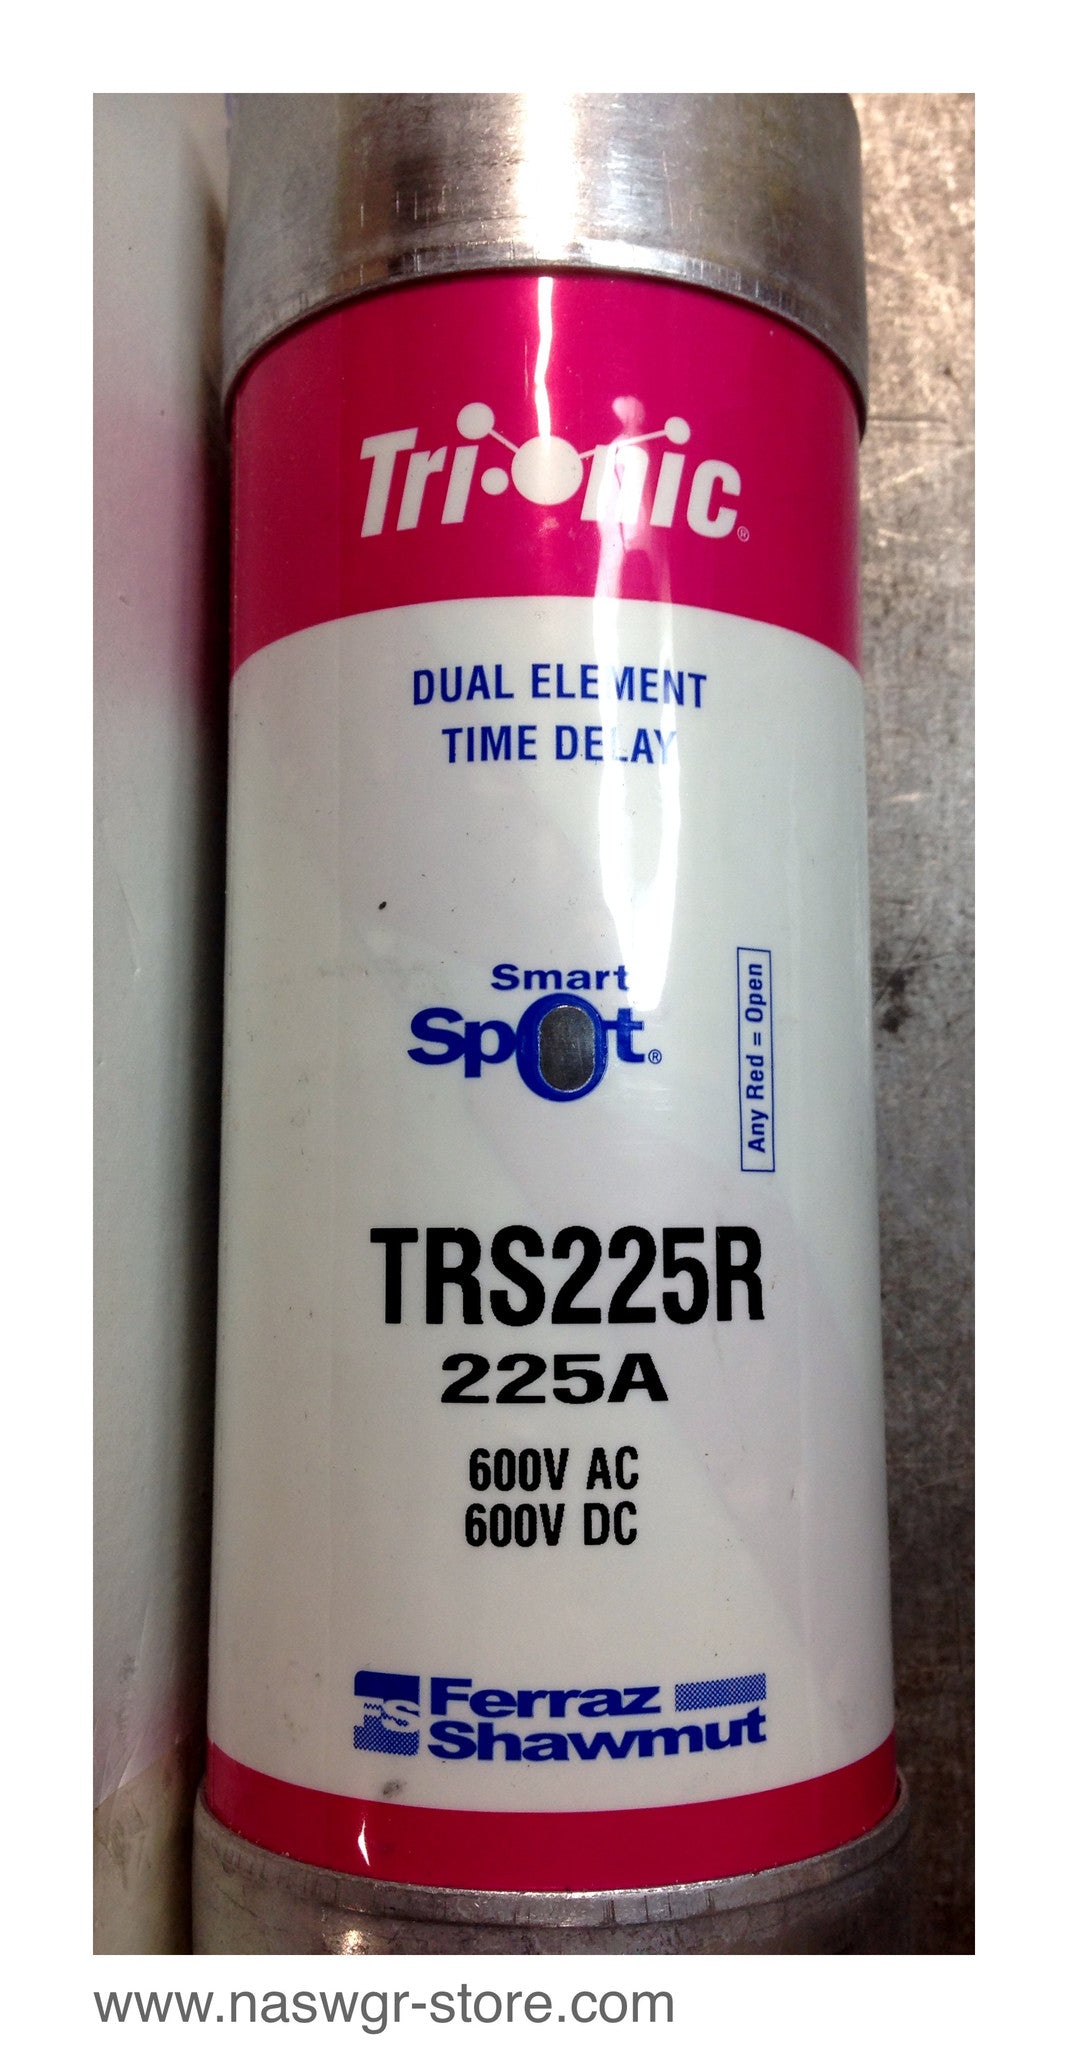 Tri-Onic®
DUAL ELEMENT
TIME DELAY
Smart
Spot®
Any Red = Open
TRS225R
225A
600V AC
600V DC
FS Ferraz
Shawmut
www.naswgr-store.com